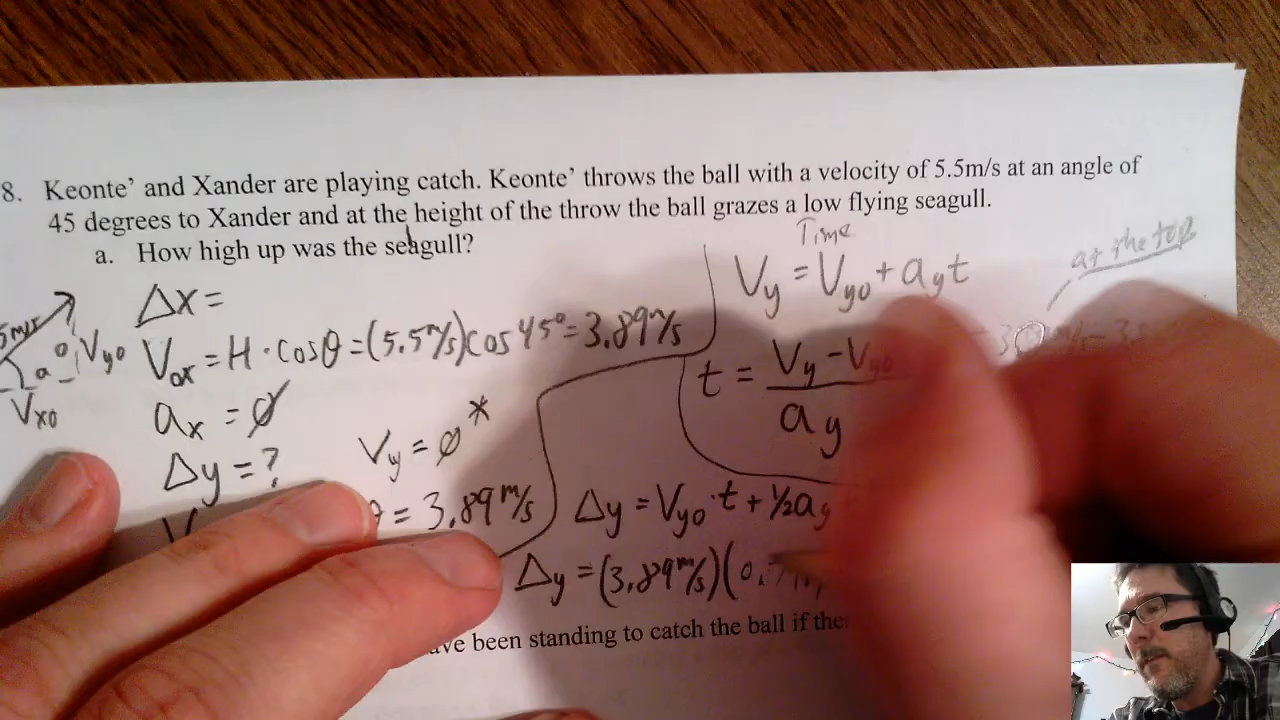 8. Keonte' and Xander are playing catch. Keonte' throws the ball with a velocity of 5.5m/s at an angle of
45 degrees to Xander and at the height of the throw the ball grazes a low flying seagull.
a. How high up was the seagull?
Time
at the top
Δx =
Vy = Vyo + ayt
Vox = H · cosθ = (5.5m/s)cos 45° = 3.89m/s
Vyo
a
Vxo
t = Vy - Vyo / ay
ax = ∅
Vy = ∅*
Δy = ?
= 3.89m/s
Δy = Vyo · t + ½ay
Δy = (3.89m/s)(0.
been standing to catch the ball if